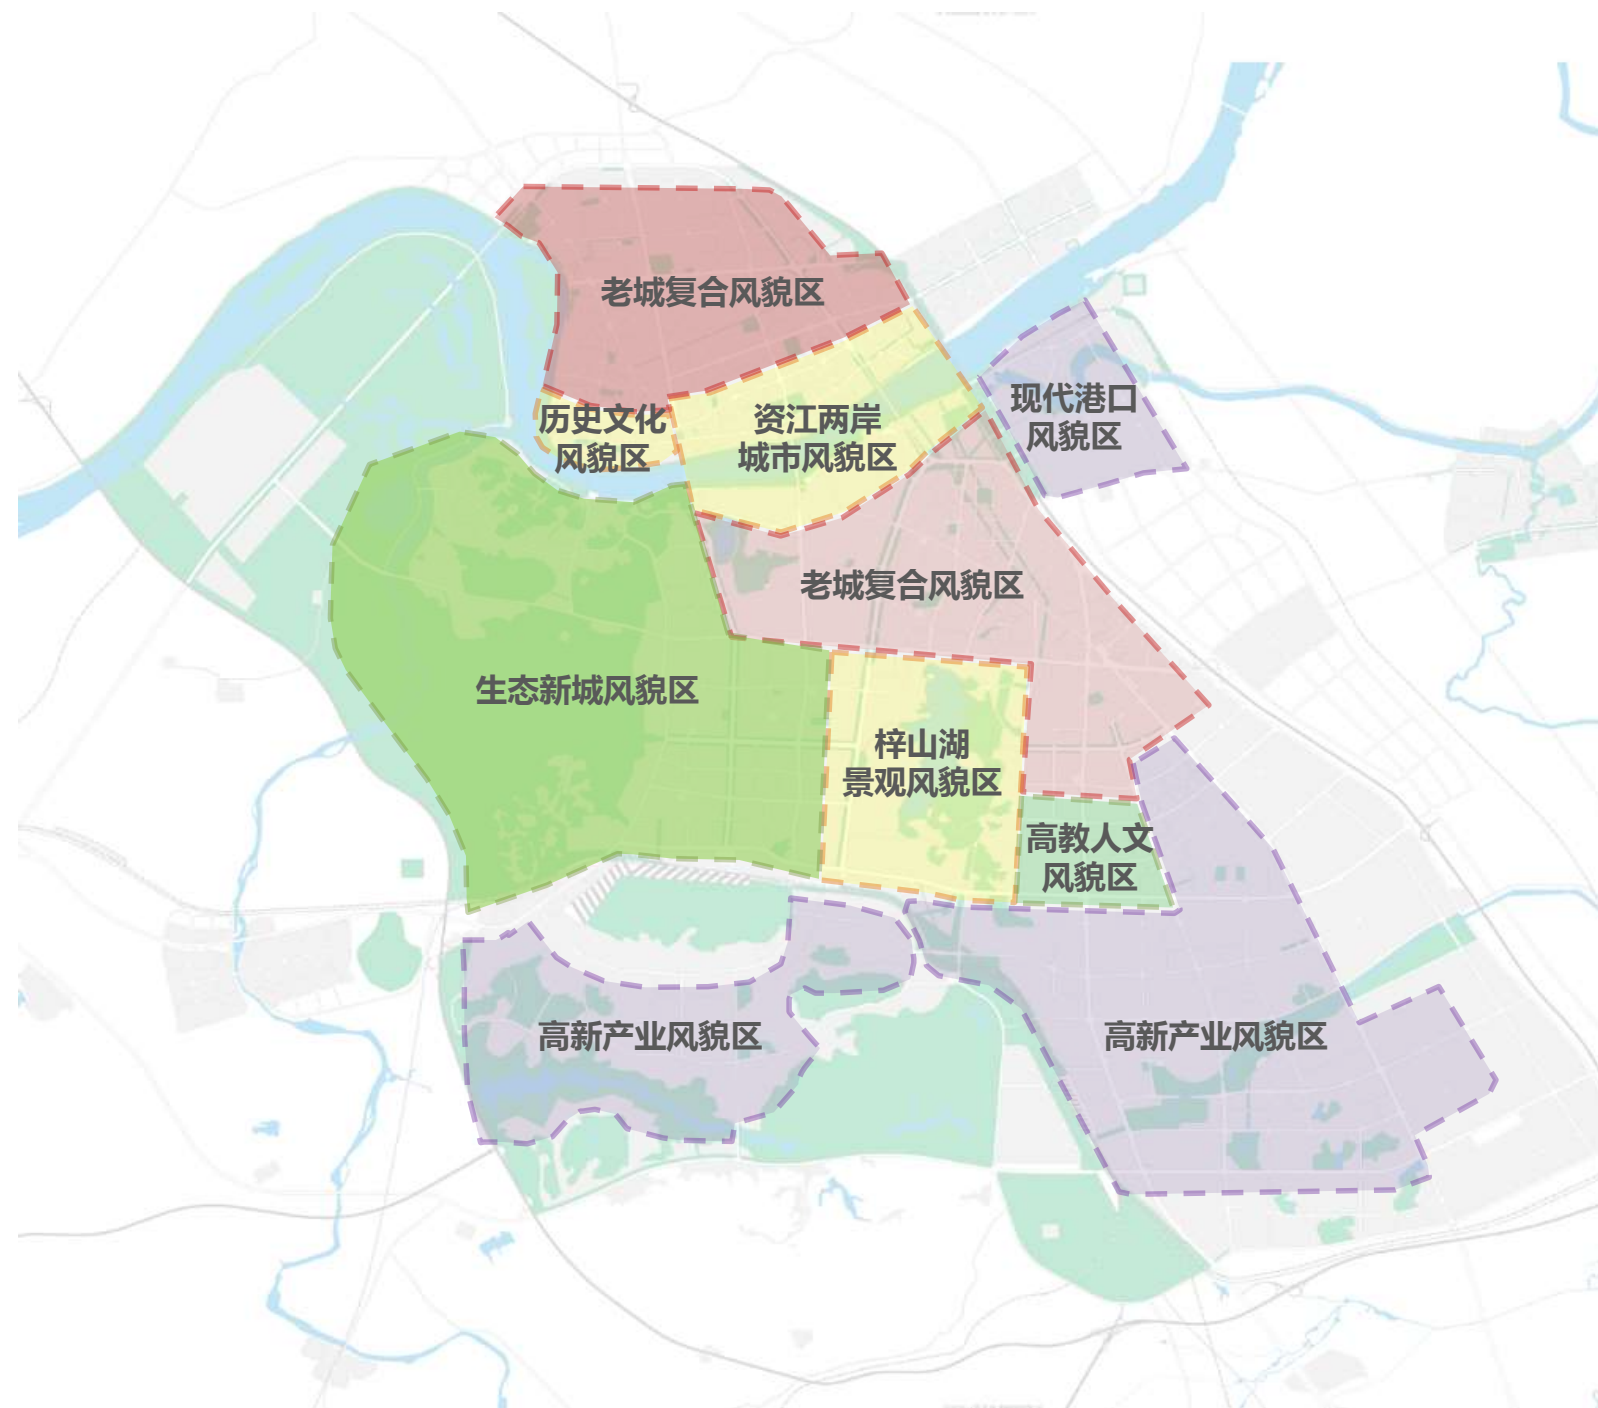 老城复合风貌区
历史文化
风貌区
资江两岸
城市风貌区
现代港口
风貌区
老城复合风貌区
生态新城风貌区
梓山湖
景观风貌区
高教人文
风貌区
高新产业风貌区
高新产业风貌区